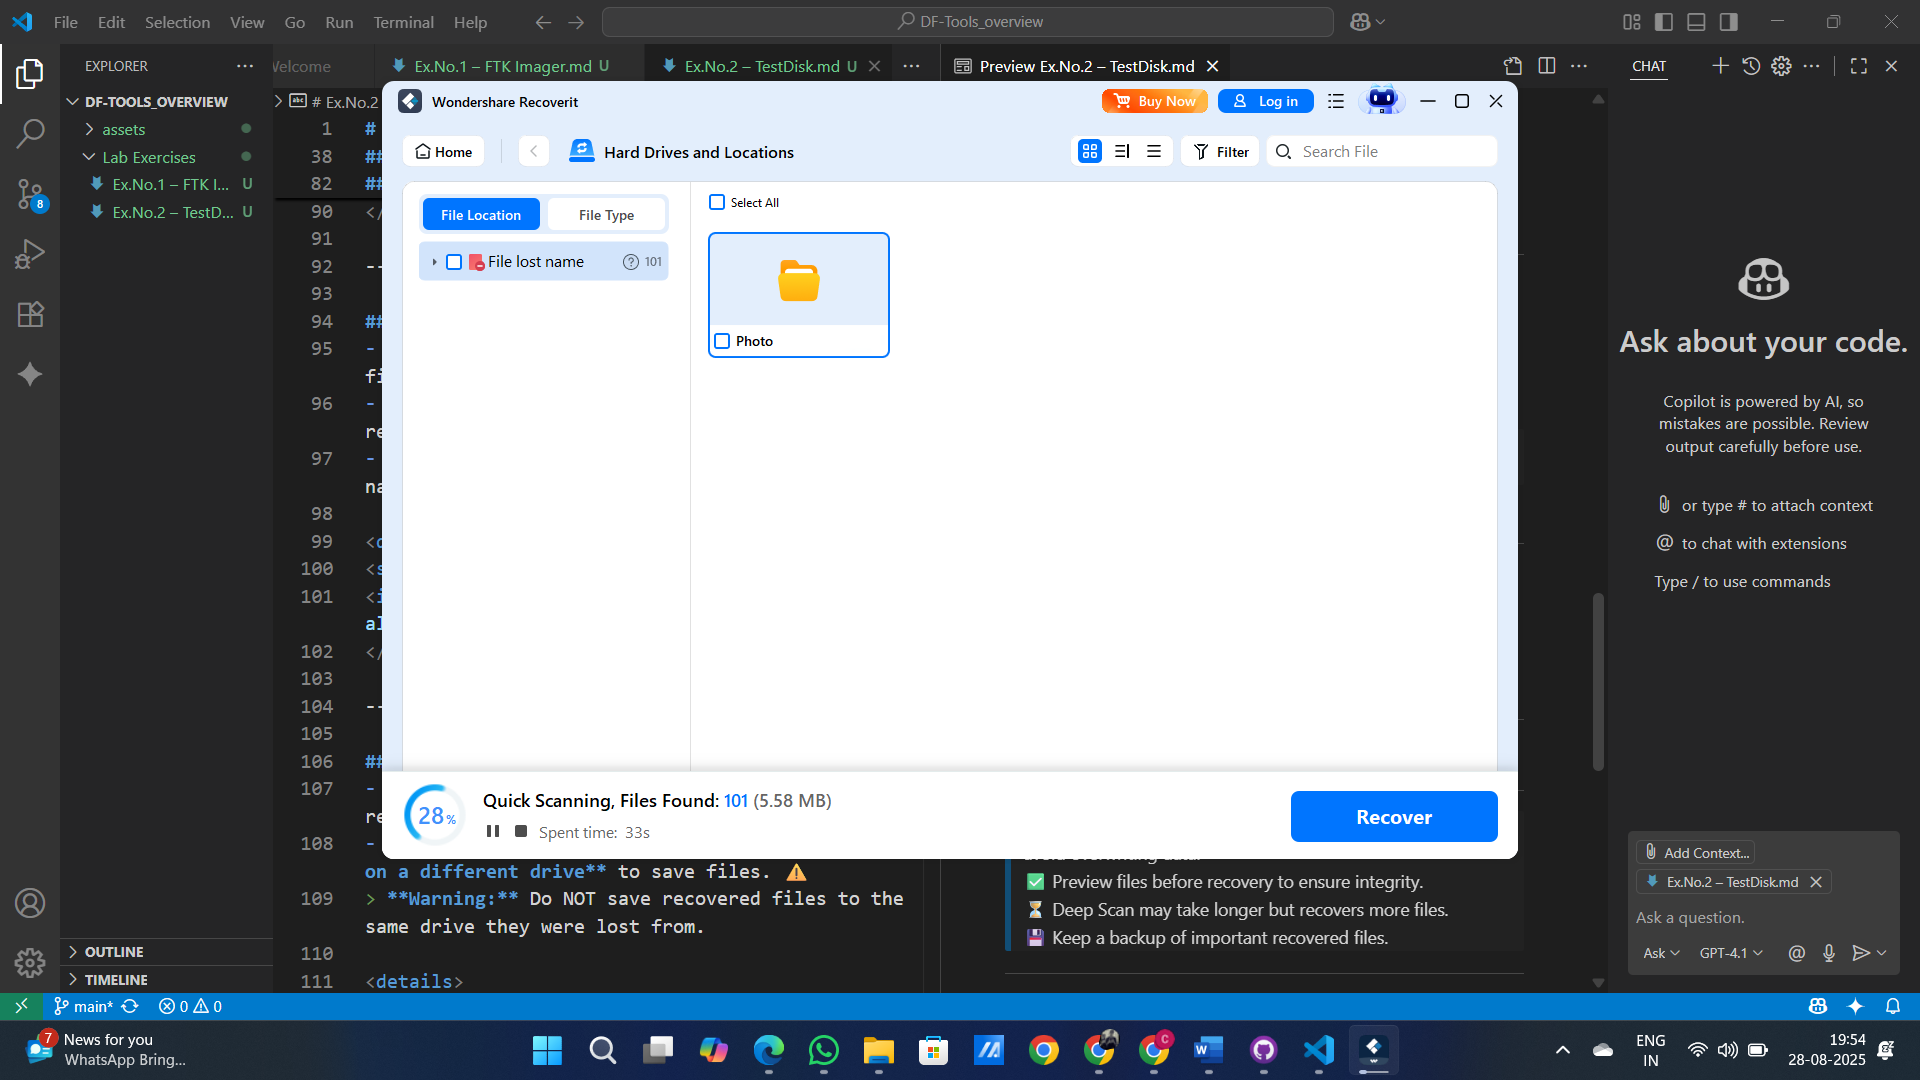 File Edit Selection View Go Run Terminal Help
DF-Tools_overview
EXPLORER
DF-TOOLS_OVERVIEW
assets
Lab Exercises
Ex.No.1 – FTK I... U
Ex.No.2 – TestD... U
8
OUTLINE
TIMELINE
Welcome
Ex.No.1 – FTK Imager.md U
Ex.No.2 – TestDisk.md U
Preview Ex.No.2 – TestDisk.md
# Ex.No.2
1 #
38 ##
82 ##
90 </
91
92 --
93
94 ##
95 -
fi
96 -
re
97 -
na
98
99 <d
100 <s
101 <i
al
102 </
103
104 --
105
106 ##
107 -
re
108 -
on a different drive** to save files. ⚠️
109 > **Warning:** Do NOT save recovered files to the
same drive they were lost from.
110
111 <details>
Wondershare Recoverit
Buy Now
Log in
Home
Hard Drives and Locations
Filter
Search File
File Location
File Type
File lost name 101
Select All
Photo
28%
Quick Scanning, Files Found: 101 (5.58 MB)
Spent time: 33s
Recover
✅ Preview files before recovery to ensure integrity.
⏳ Deep Scan may take longer but recovers more files.
💾 Keep a backup of important recovered files.
CHAT
Ask about your code.
Copilot is powered by AI, so
mistakes are possible. Review
output carefully before use.
or type # to attach context
@ to chat with extensions
Type / to use commands
Add Context...
Ex.No.2 – TestDisk.md
Ask a question.
Ask GPT-4.1
main* 0 0
7
News for you
WhatsApp Bring...
ENG
IN
19:54
28-08-2025